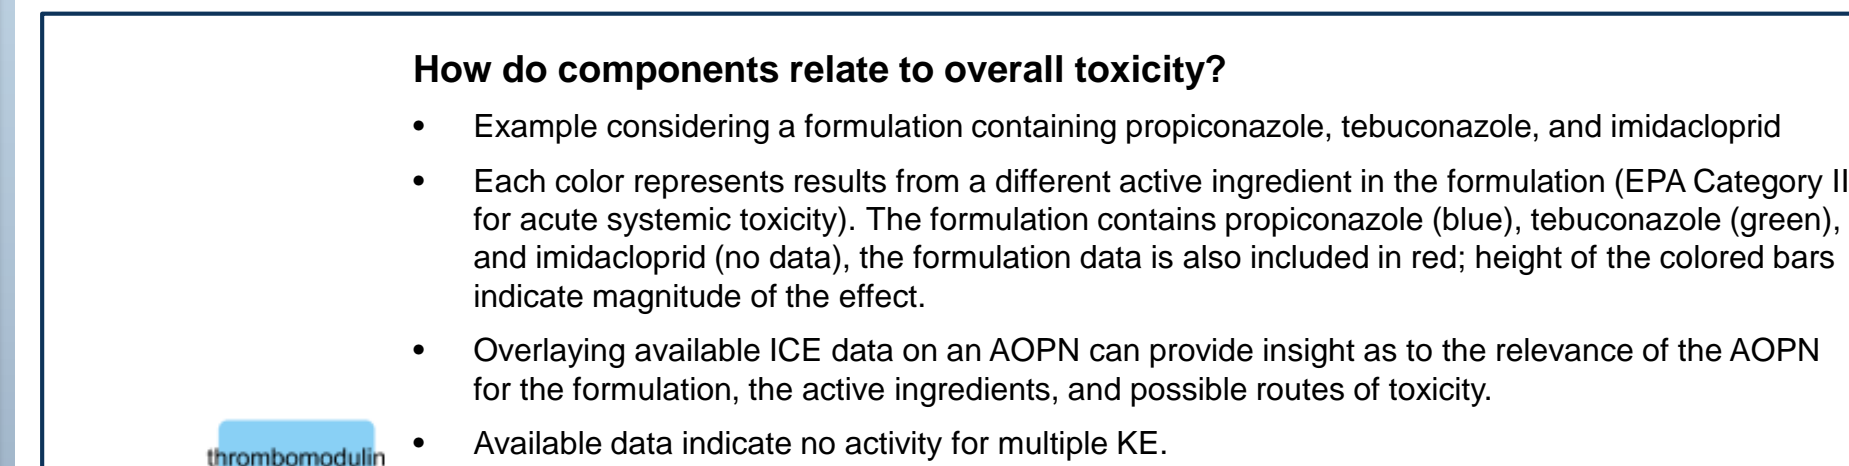 How do components relate to overall toxicity?
• Example considering a formulation containing propiconazole, tebuconazole, and imidacloprid
• Each color represents results from a different active ingredient in the formulation (EPA Category II
for acute systemic toxicity). The formulation contains propiconazole (blue), tebuconazole (green),
and imidacloprid (no data), the formulation data is also included in red; height of the colored bars
indicate magnitude of the effect.
• Overlaying available ICE data on an AOPN can provide insight as to the relevance of the AOPN
for the formulation, the active ingredients, and possible routes of toxicity.
• Available data indicate no activity for multiple KE.
thrombomodulin